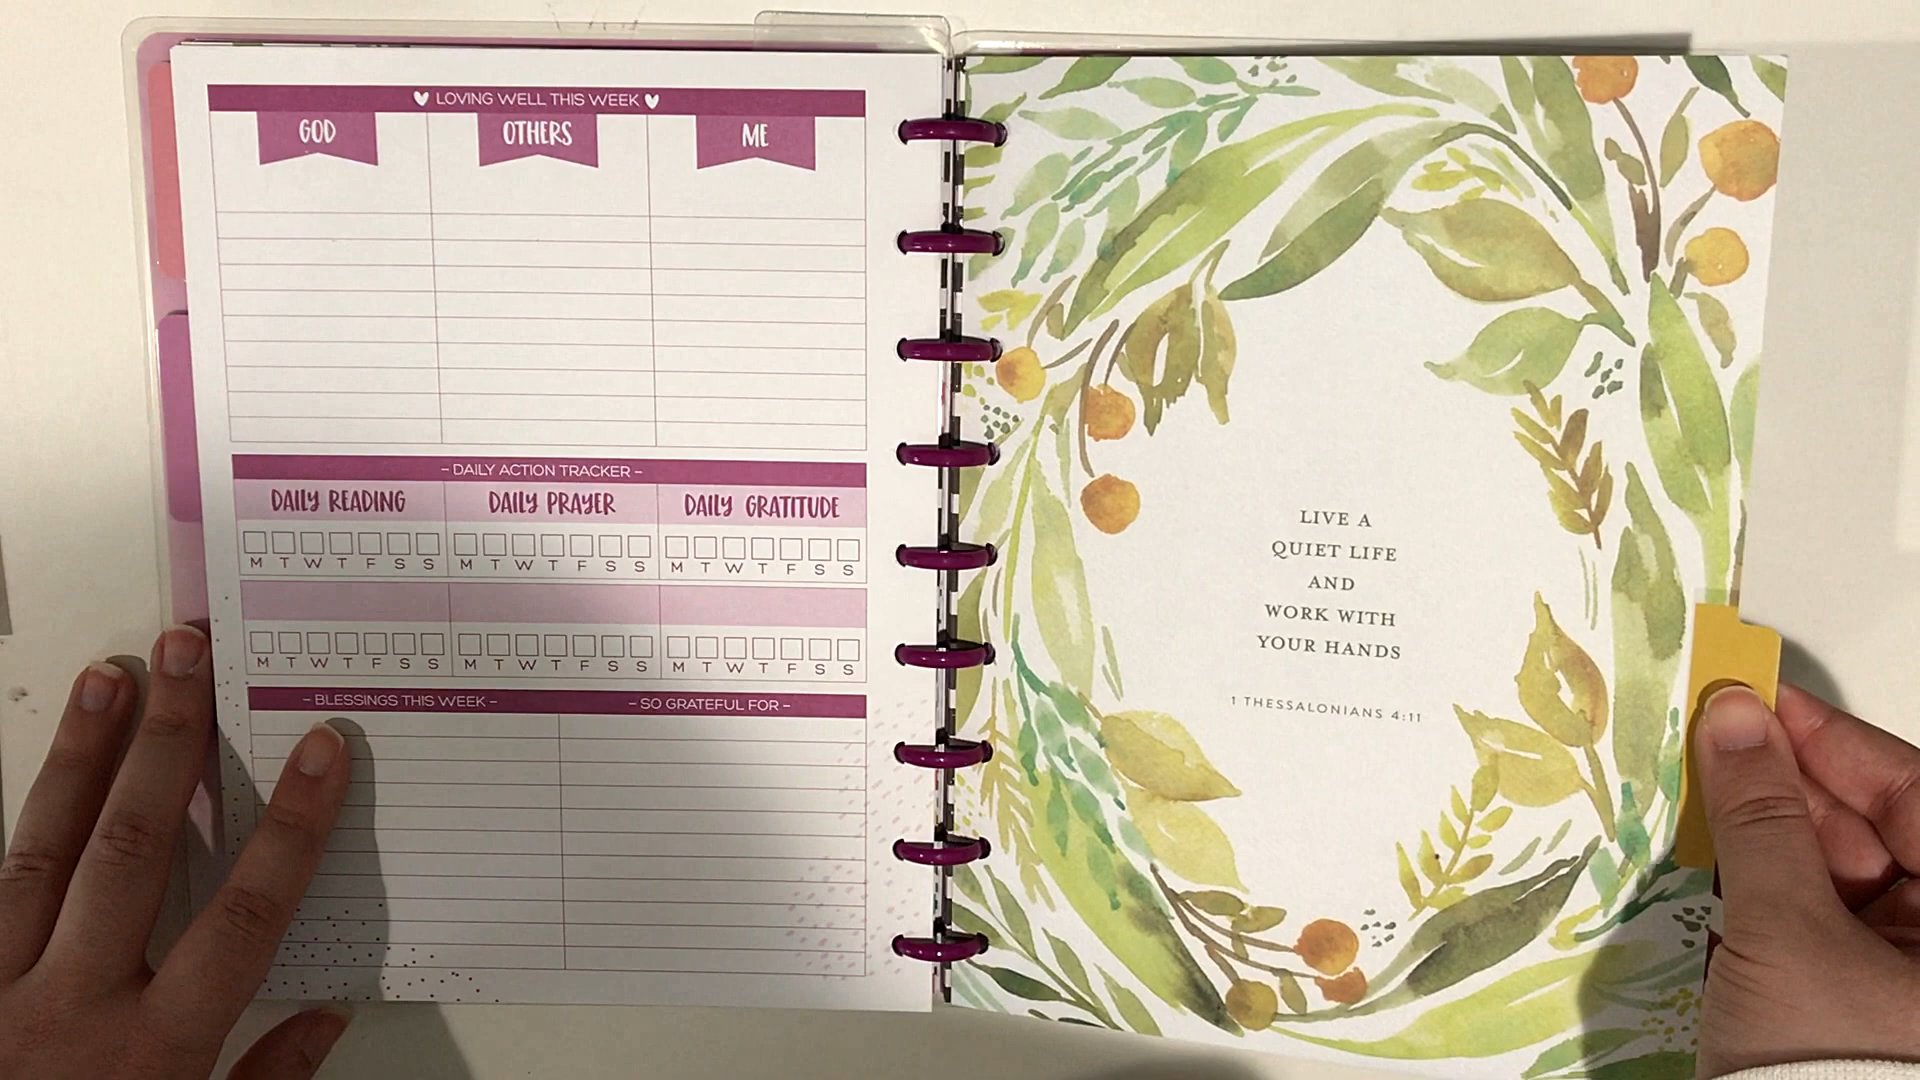 ♥ LOVING WELL THIS WEEK ♥
GOD OTHERS ME
– DAILY ACTION TRACKER –
DAILY READING DAILY PRAYER DAILY GRATITUDE
M T W T F S S M T W T F S S M T W T F S S
M T W T F S S M T W T F S S M T W T F S S
– BLESSINGS THIS WEEK – – SO GRATEFUL FOR –
LIVE A
QUIET LIFE
AND
WORK WITH
YOUR HANDS
1 THESSALONIANS 4:11